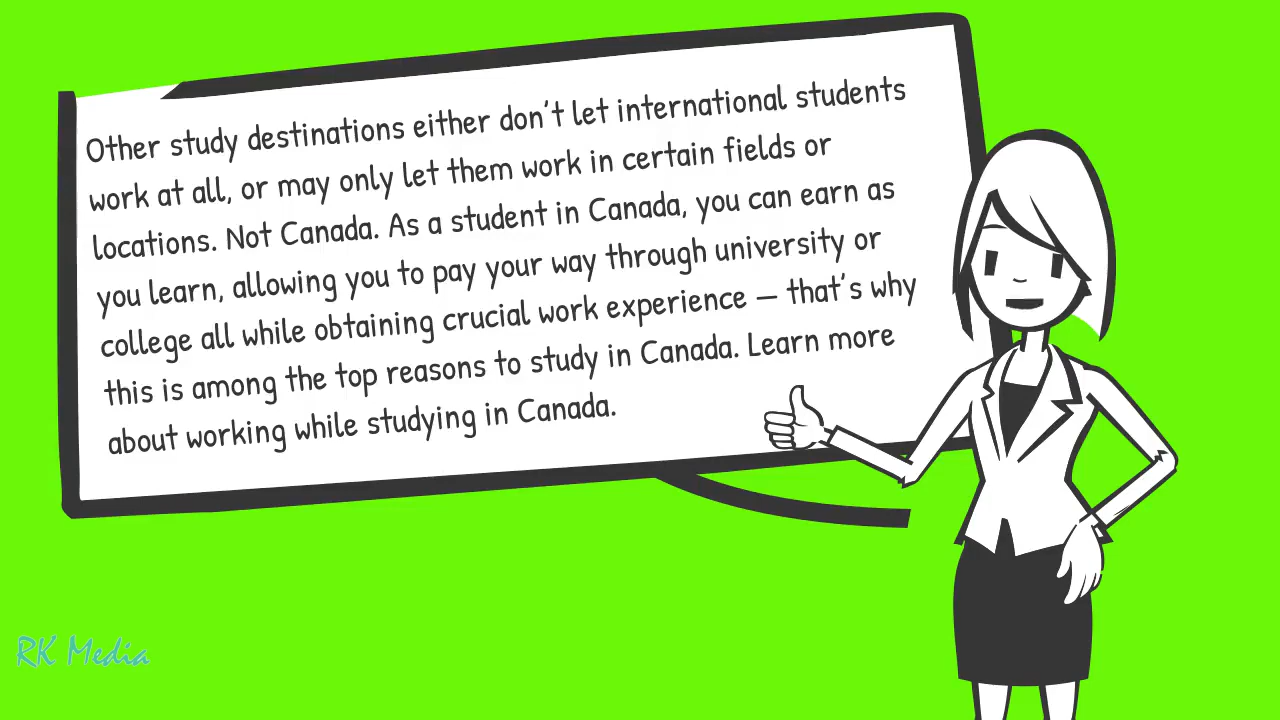 Other study destinations either don't let international students
work at all, or may only let them work in certain fields or
locations. Not Canada. As a student in Canada, you can earn as
you learn, allowing you to pay your way through university or
college all while obtaining crucial work experience — that's why
this is among the top reasons to study in Canada. Learn more
about working while studying in Canada.
RK Media